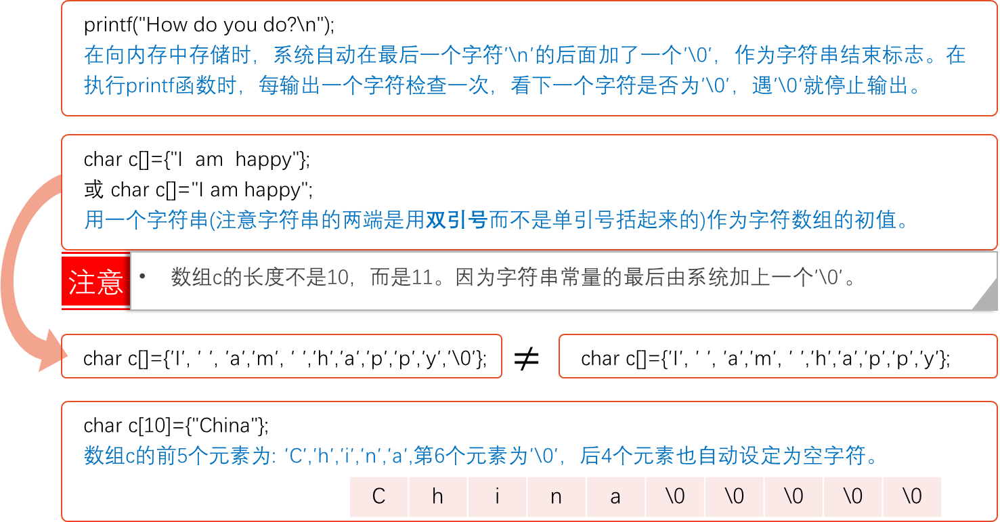 printf("How do you do?\n");
在向内存中存储时，系统自动在最后一个字符'\n'的后面加了一个'\0'，作为字符串结束标志。在
执行printf函数时，每输出一个字符检查一次，看下一个字符是否为'\0'，遇'\0'就停止输出。
char c[]={"I  am  happy"};
或 char c[]="I am happy";
用一个字符串(注意字符串的两端是用双引号而不是单引号括起来的)作为字符数组的初值。
注意
• 数组c的长度不是10，而是11。因为字符串常量的最后由系统加上一个'\0'。
char c[]={'I', ' ', 'a','m', ' ','h','a','p','p','y','\0'};
≠
char c[]={'I', ' ', 'a','m', ' ','h','a','p','p','y'};
char c[10]={"China"};
数组c的前5个元素为: 'C','h','i','n','a',第6个元素为'\0'，后4个元素也自动设定为空字符。
C h i n a \0 \0 \0 \0 \0